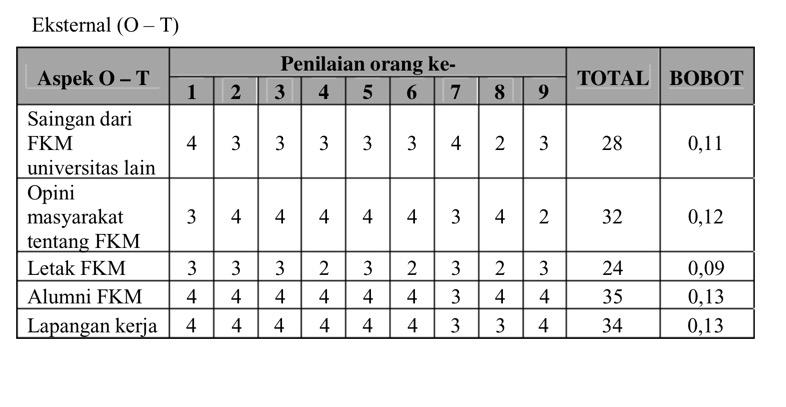 Eksternal (O – T)
Aspek O – T Penilaian orang ke- TOTAL BOBOT
1 2 3 4 5 6 7 8 9
Saingan dari
FKM
universitas lain 4 3 3 3 3 3 4 2 3 28 0,11
Opini
masyarakat
tentang FKM 3 4 4 4 4 4 3 4 2 32 0,12
Letak FKM 3 3 3 2 3 2 3 2 3 24 0,09
Alumni FKM 4 4 4 4 4 4 3 4 4 35 0,13
Lapangan kerja 4 4 4 4 4 4 3 3 4 34 0,13